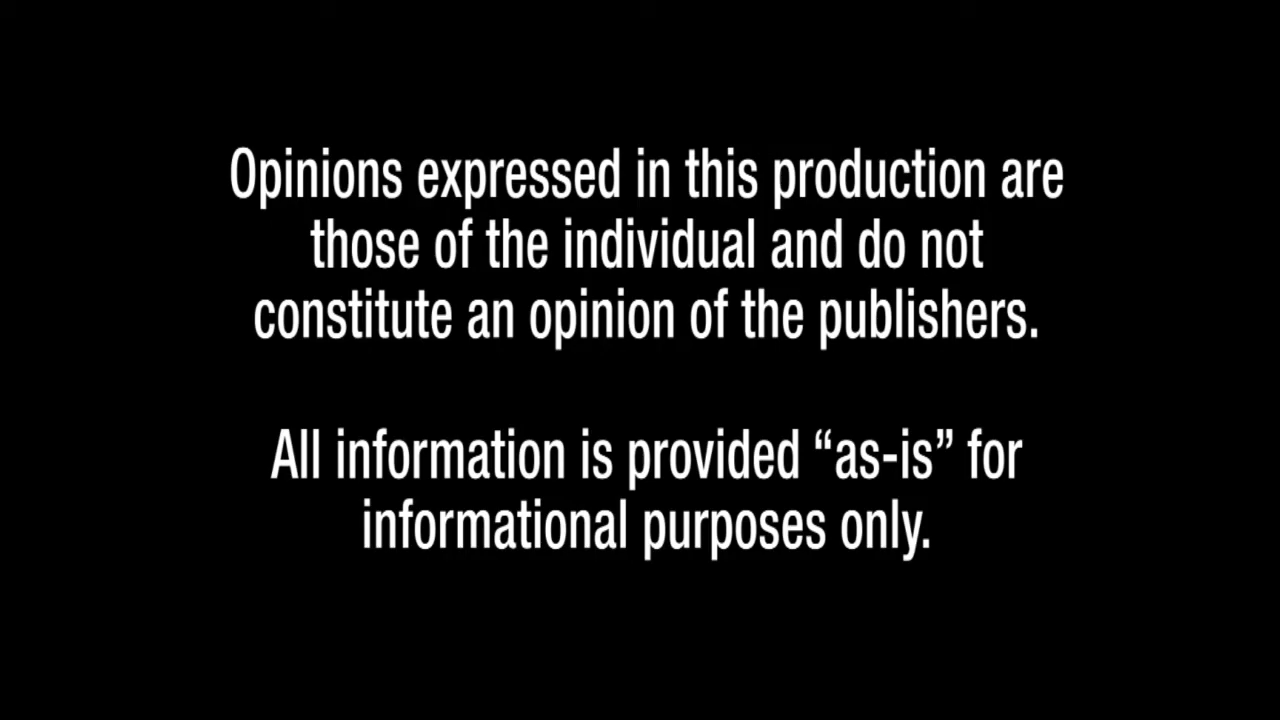 Opinions expressed in this production are
those of the individual and do not
constitute an opinion of the publishers.
All information is provided “as-is” for
informational purposes only.